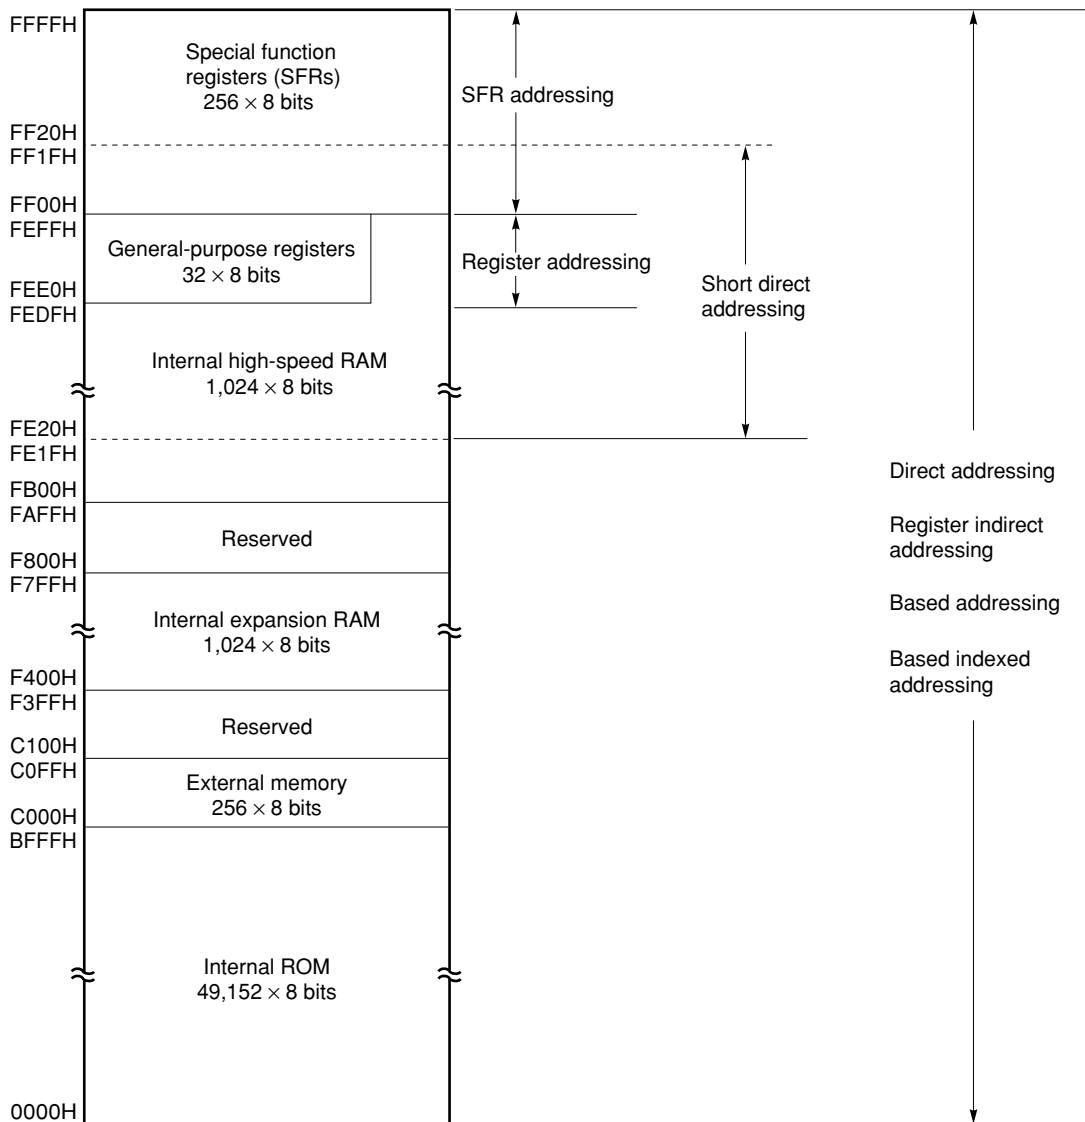 FFFFH
Special function
registers (SFRs)
256 × 8 bits
SFR addressing
FF20H
FF1FH
FF00H
FEFFH
General-purpose registers
32 × 8 bits
Register addressing
Short direct
addressing
FEE0H
FEDFH
Internal high-speed RAM
1,024 × 8 bits
FE20H
FE1FH
FB00H
FAFFH
Reserved
F800H
F7FFH
Internal expansion RAM
1,024 × 8 bits
F400H
F3FFH
Reserved
C100H
C0FFH
External memory
256 × 8 bits
C000H
BFFFH
Internal ROM
49,152 × 8 bits
0000H
Direct addressing
Register indirect
addressing
Based addressing
Based indexed
addressing